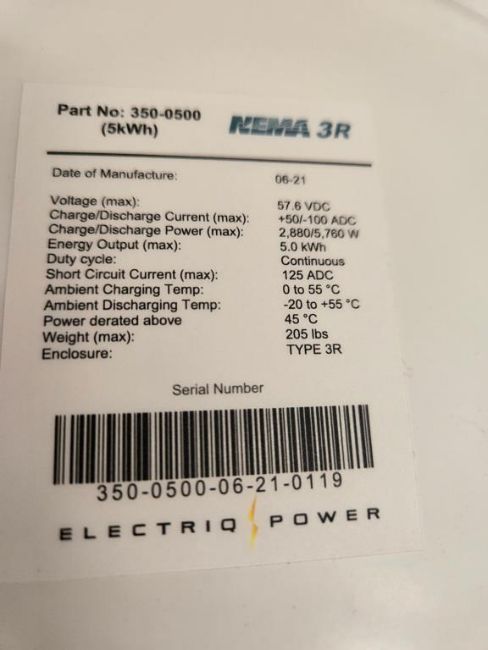 Part No: 350-0500
(5kWh)
NEMA 3R
Date of Manufacture: 06-21
Voltage (max): 57.6 VDC
Charge/Discharge Current (max): +50/-100 ADC
Charge/Discharge Power (max): 2,880/5,760 W
Energy Output (max): 5.0 kWh
Duty cycle: Continuous
Short Circuit Current (max): 125 ADC
Ambient Charging Temp: 0 to 55 °C
Ambient Discharging Temp: -20 to +55 °C
Power derated above 45 °C
Weight (max): 205 lbs
Enclosure: TYPE 3R
Serial Number
350-0500-06-21-0119
ELECTRIQ POWER